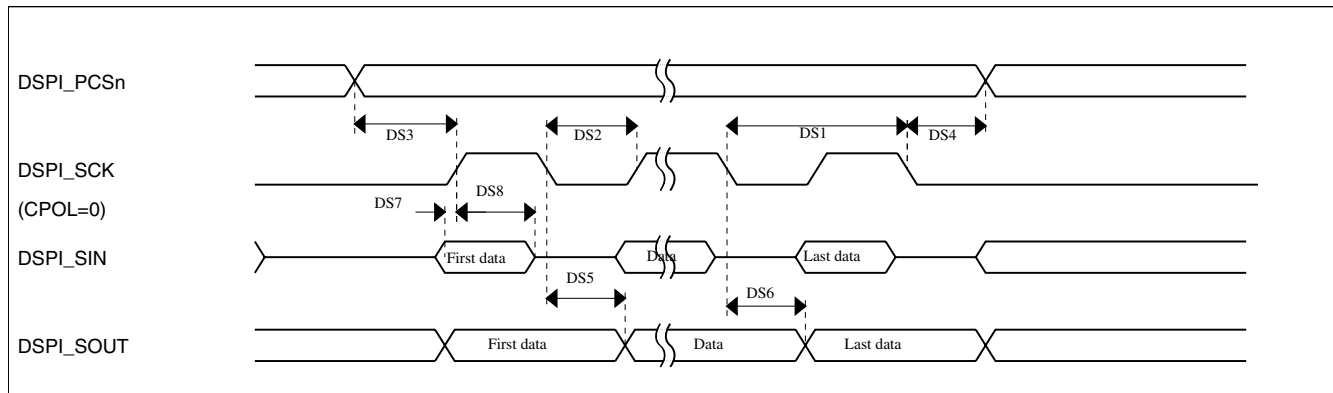 DSPI_PCSn
DS3
DS2
DS1
DS4
DSPI_SCK
(CPOL=0)
DS7
DS8
DSPI_SIN
First data
Data
Last data
DS5
DS6
DSPI_SOUT
First data
Data
Last data